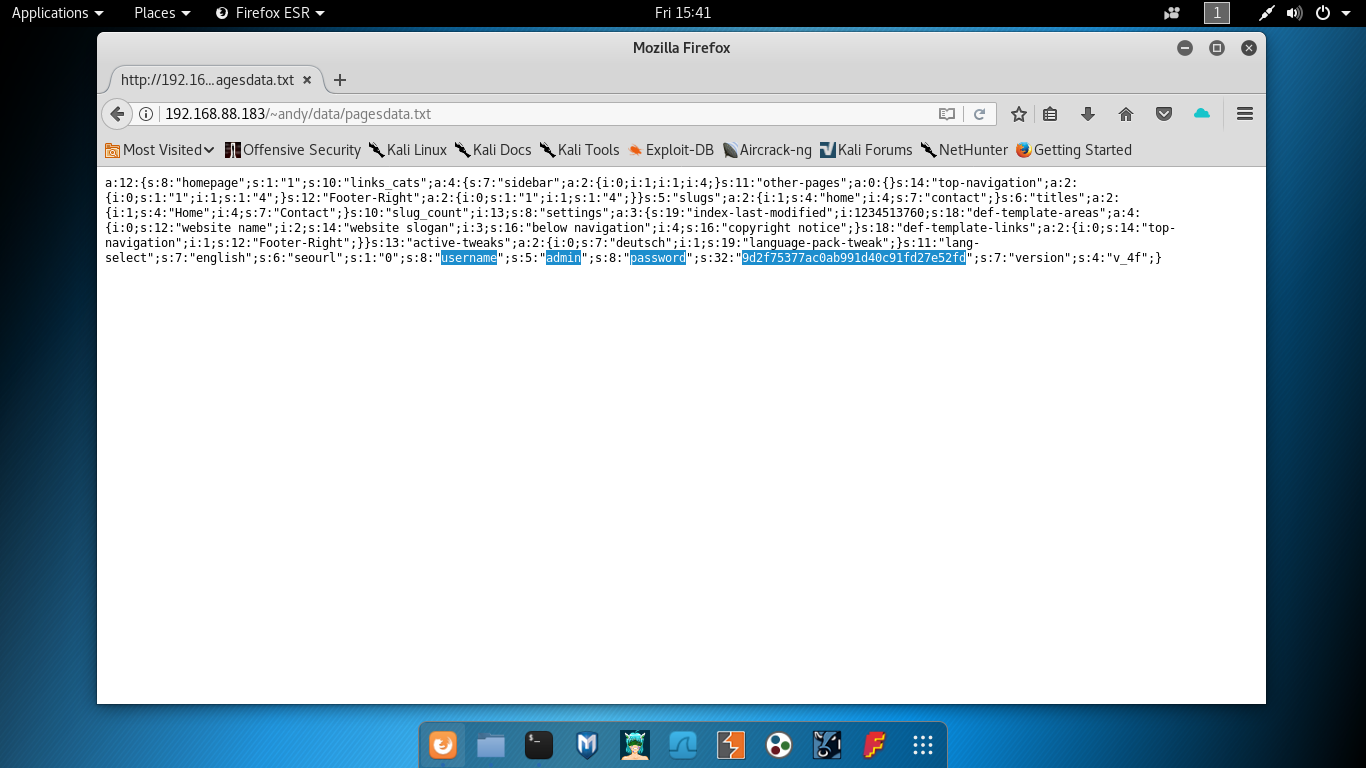 Applications Places Firefox ESR Fri 15:41 1
Mozilla Firefox
http://192.16...agesdata.txt
192.168.88.183/~andy/data/pagesdata.txt
Most Visited Offensive Security Kali Linux Kali Docs Kali Tools Exploit-DB Aircrack-ng Kali Forums NetHunter Getting Started
a:12:{s:8:"homepage";s:1:"1";s:10:"links_cats";a:4:{s:7:"sidebar";a:2:{i:0;i:1;i:1;i:4;}s:11:"other-pages";a:0:{}s:14:"top-navigation";a:2:
{i:0;s:1:"1";i:1;s:1:"4";}s:12:"Footer-Right";a:2:{i:0;s:1:"1";i:1;s:1:"4";}}s:5:"slugs";a:2:{i:1;s:4:"home";i:4;s:7:"contact";}s:6:"titles";a:2:
{i:1;s:4:"Home";i:4;s:7:"Contact";}s:10:"slug_count";i:13;s:8:"settings";a:3:{s:19:"index-last-modified";i:1234513760;s:18:"def-template-areas";a:4:
{i:0;s:12:"website name";i:2;s:14:"website slogan";i:3;s:16:"below navigation";i:4;s:16:"copyright notice";}s:18:"def-template-links";a:2:{i:0;s:14:"top-
navigation";i:1;s:12:"Footer-Right";}}s:13:"active-tweaks";a:2:{i:0;s:7:"deutsch";i:1;s:19:"language-pack-tweak";}s:11:"lang-
select";s:7:"english";s:6:"seourl";s:1:"0";s:8:"username";s:5:"admin";s:8:"password";s:32:"9d2f75377ac0ab991d40c91fd27e52fd";s:7:"version";s:4:"v_4f";}